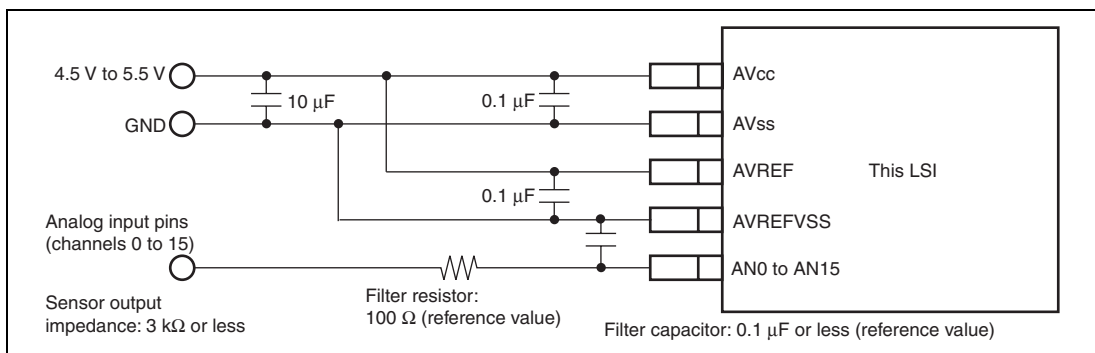 4.5 V to 5.5 V
AVcc
10 μF
0.1 μF
GND
AVss
AVREF
This LSI
0.1 μF
Analog input pins
(channels 0 to 15)
AVREFVSS
AN0 to AN15
Sensor output
impedance: 3 kΩ or less
Filter resistor:
100 Ω (reference value)
Filter capacitor: 0.1 μF or less (reference value)